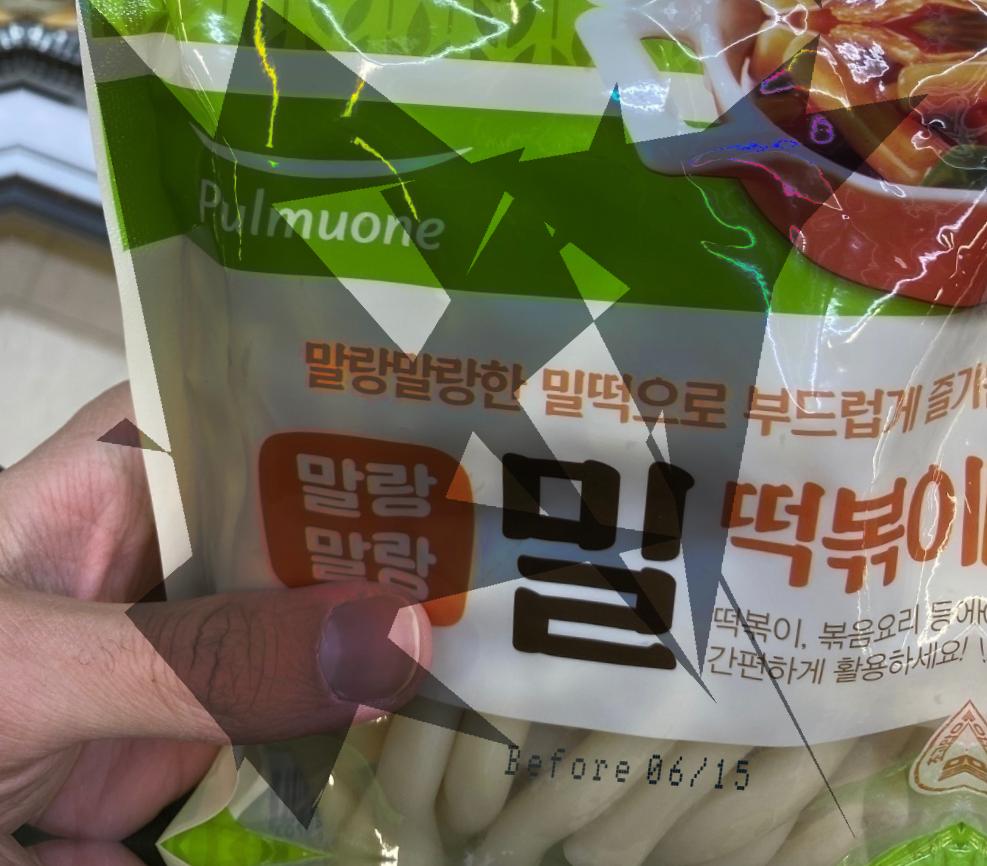 Pulmuone
말랑말랑한 밀떡으로 부드럽게 즐기는
말랑
말랑
밀
떡볶이
떡볶이, 볶음요리 등에
간편하게 활용하세요!
Before 06/15